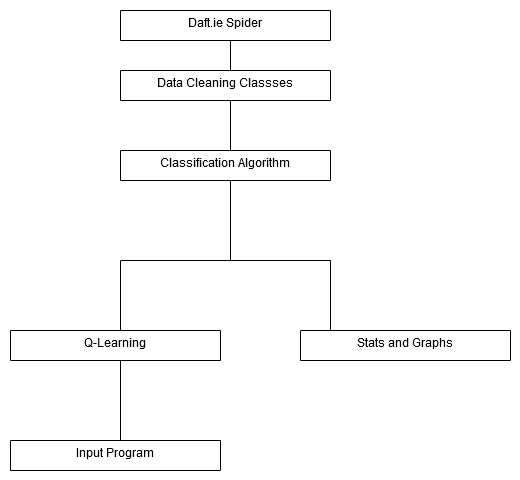 Daft.ie Spider
Data Cleaning Classses
Classification Algorithm
Q-Learning
Stats and Graphs
Input Program